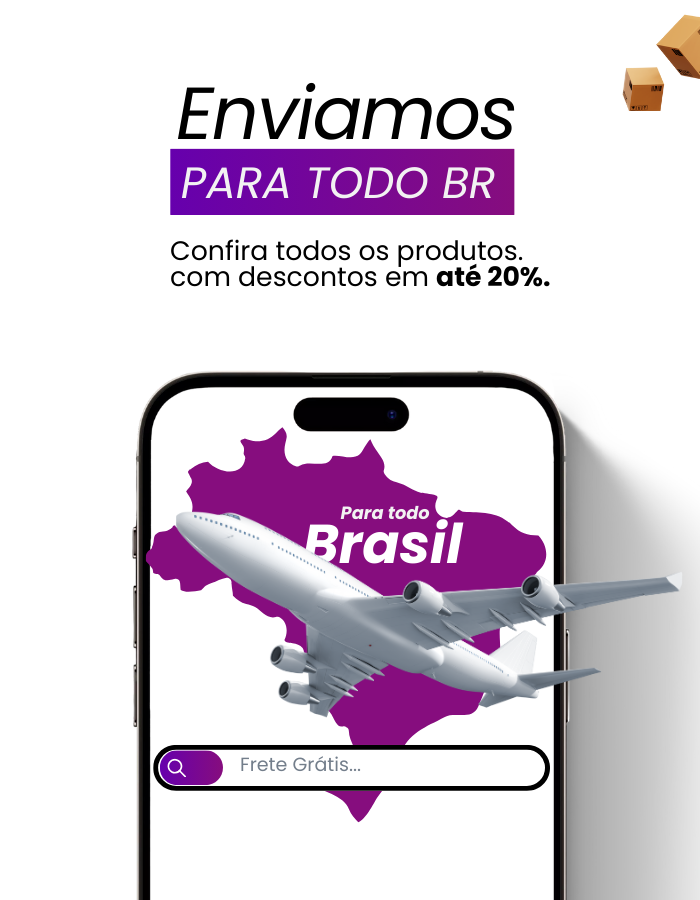 Enviamos
PARA TODO BR
Confira todos os produtos.
com descontos em até 20%.
Para todo
Brasil
Frete Grátis...